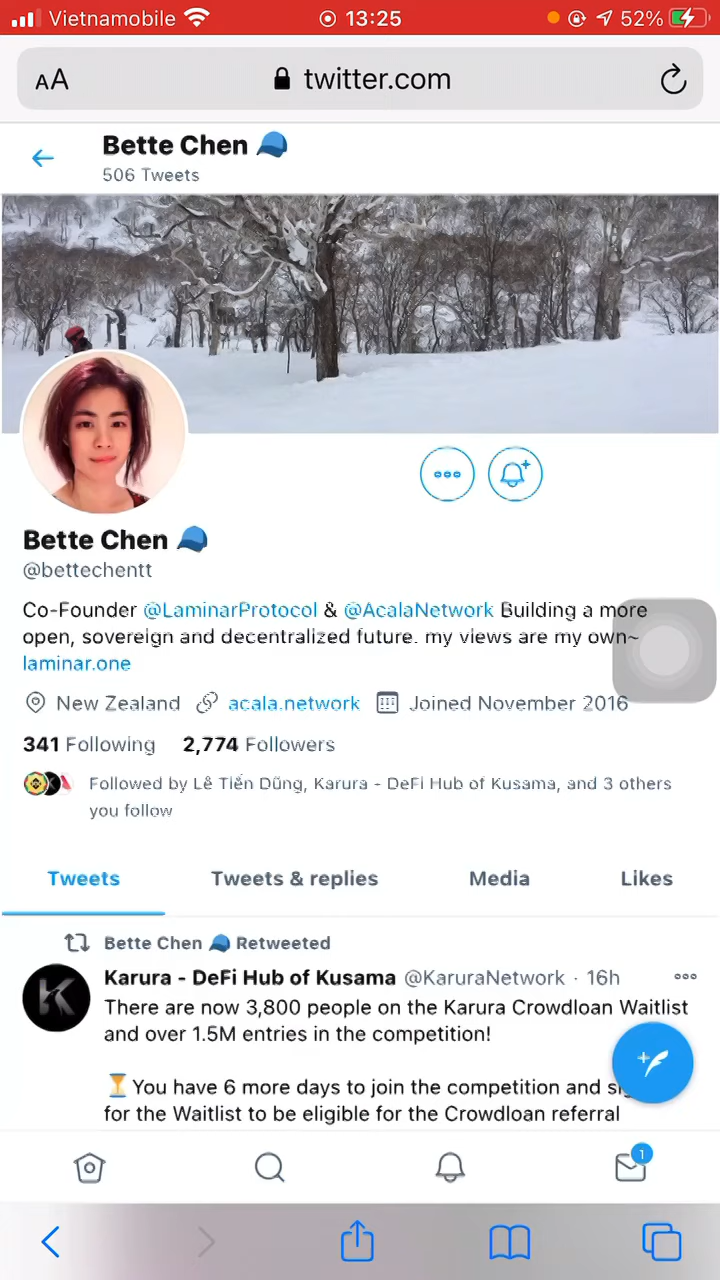 Vietnamobile 13:25 52%
AA twitter.com
Bette Chen
506 Tweets
Bette Chen
@bettechentt
Co-Founder @LaminarProtocol & @AcalaNetwork Building a more
open, sovereign and decentralized future. my views are my own~
laminar.one
New Zealand acala.network Joined November 2016
341 Following 2,774 Followers
Followed by Lê Tiến Dũng, Karura - DeFi Hub of Kusama, and 3 others
you follow
Tweets Tweets & replies Media Likes
Bette Chen Retweeted
Karura - DeFi Hub of Kusama @KaruraNetwork · 16h
There are now 3,800 people on the Karura Crowdloan Waitlist
and over 1.5M entries in the competition!
You have 6 more days to join the competition and
for the Waitlist to be eligible for the Crowdloan referral
1